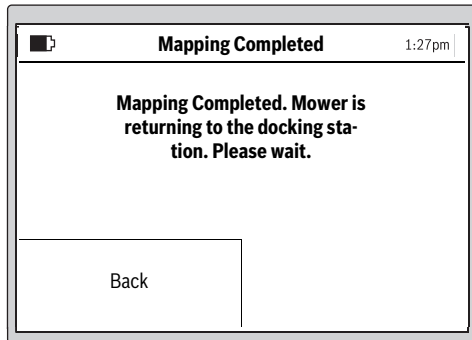 Mapping Completed 1:27pm
Mapping Completed. Mower is
returning to the docking sta-
tion. Please wait.
Back